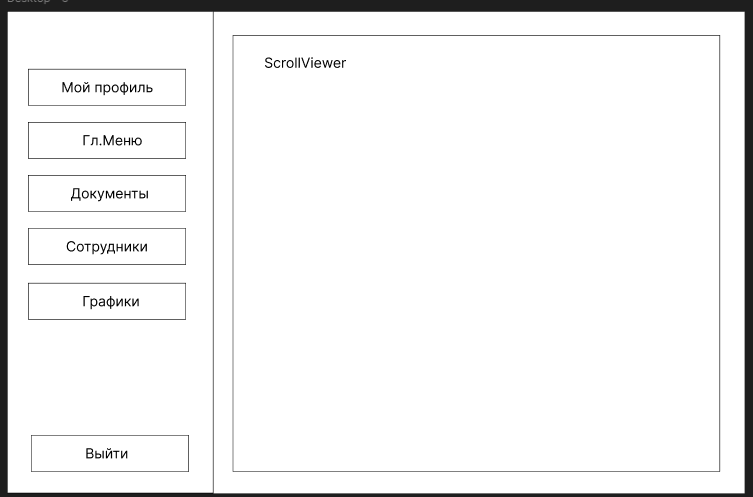 Мой профиль
Гл.Меню
Документы
Сотрудники
Графики
Выйти
ScrollViewer